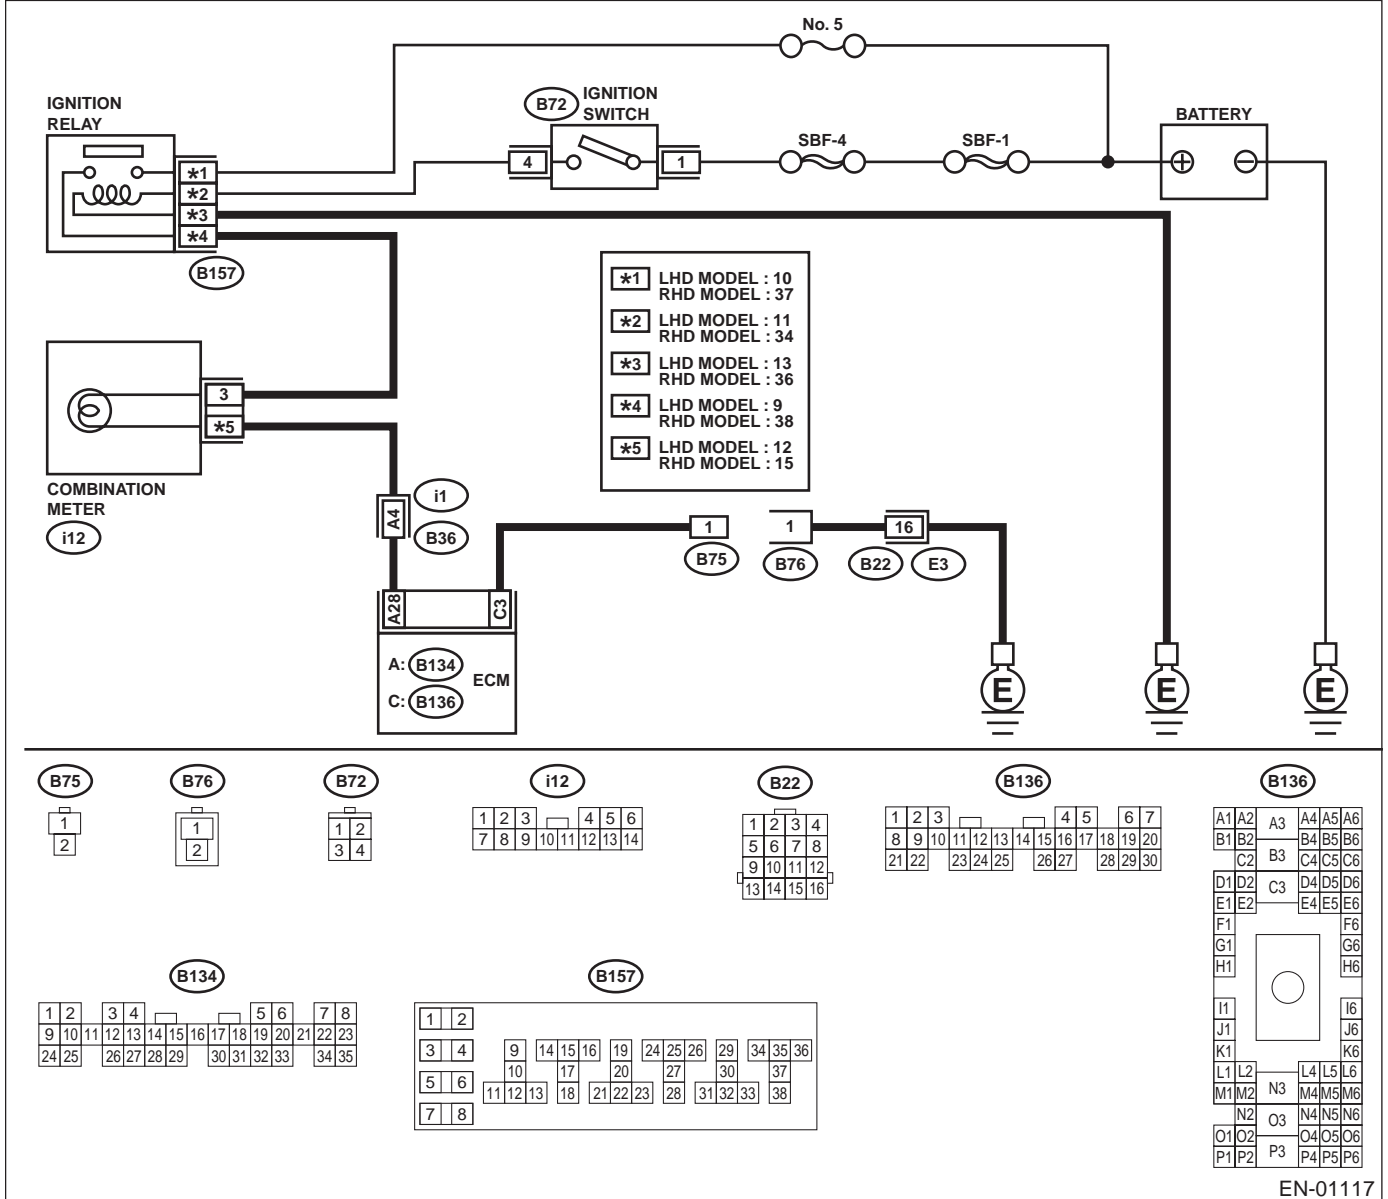 No. 5
IGNITION
RELAY
B72
IGNITION
SWITCH
BATTERY
SBF-4
SBF-1
4
1
*1
*2
*3
*4
B157
*1 LHD MODEL : 10
RHD MODEL : 37
*2 LHD MODEL : 11
RHD MODEL : 34
*3 LHD MODEL : 13
RHD MODEL : 36
*4 LHD MODEL : 9
RHD MODEL : 38
*5 LHD MODEL : 12
RHD MODEL : 15
3
*5
COMBINATION
METER
i12
A4
i1
B36
1
1
16
B75
B76
B22
E3
A28
C3
A: B134
C: B136
ECM
E
E
E
B75
1
2
B76
1
2
B72
1 2
3 4
i12
1 2 3 4 5 6
7 8 9 10 11 12 13 14
B22
1 2 3 4
5 6 7 8
9 10 11 12
13 14 15 16
B136
1 2 3 4 5 6 7
8 9 10 11 12 13 14 15 16 17 18 19 20
21 22 23 24 25 26 27 28 29 30
B136
A1 A2 A3 A4 A5 A6
B1 B2 B3 B4 B5 B6
C2 C4 C5 C6
D1 D2 C3 D4 D5 D6
E1 E2 E4 E5 E6
F1 F6
G1 G6
H1 H6
I1 I6
J1 J6
K1 K6
L1 L2 L4 L5 L6
M1 M2 N3 M4 M5 M6
N2 O3 N4 N5 N6
O1 O2 O4 O5 O6
P1 P2 P3 P4 P5 P6
B134
1 2 3 4 5 6 7 8
9 10 11 12 13 14 15 16 17 18 19 20 21 22 23
24 25 26 27 28 29 30 31 32 33 34 35
B157
1 2
3 4
5 6
7 8
9 14 15 16 19 24 25 26 29 34 35 36
10 17 20 27 30 37
11 12 13 18 21 22 23 28 31 32 33 38
EN-01117